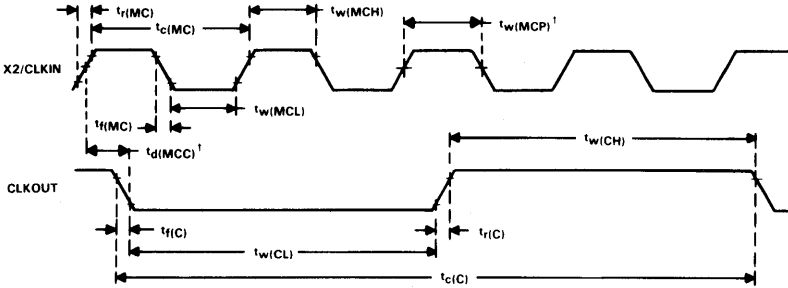 tr(MC)
tc(MC)
tw(MCH)
tw(MCP)†
X2/CLKIN
tw(MCL)
tf(MC)
td(MCC)†
tw(CH)
CLKOUT
tf(C)
tr(C)
tw(CL)
tc(C)